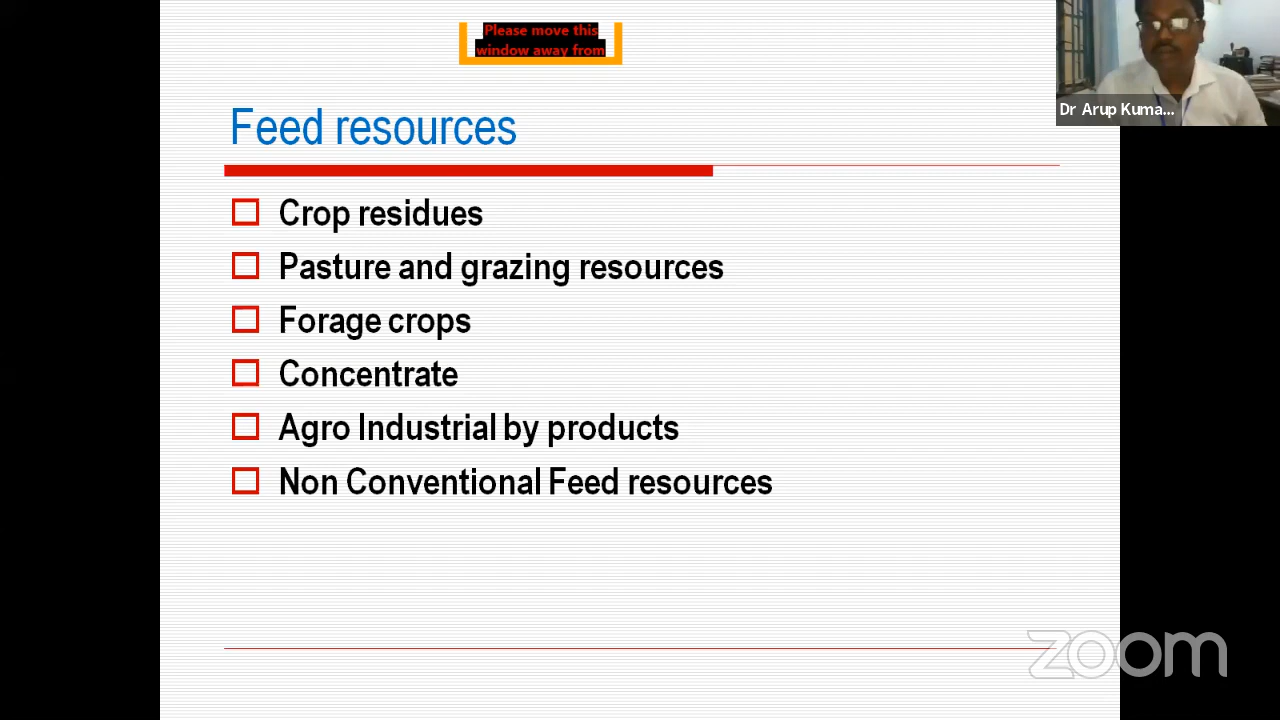 Please move this
window away from
Dr Arup Kuma...
Feed resources
Crop residues
Pasture and grazing resources
Forage crops
Concentrate
Agro Industrial by products
Non Conventional Feed resources
zoom